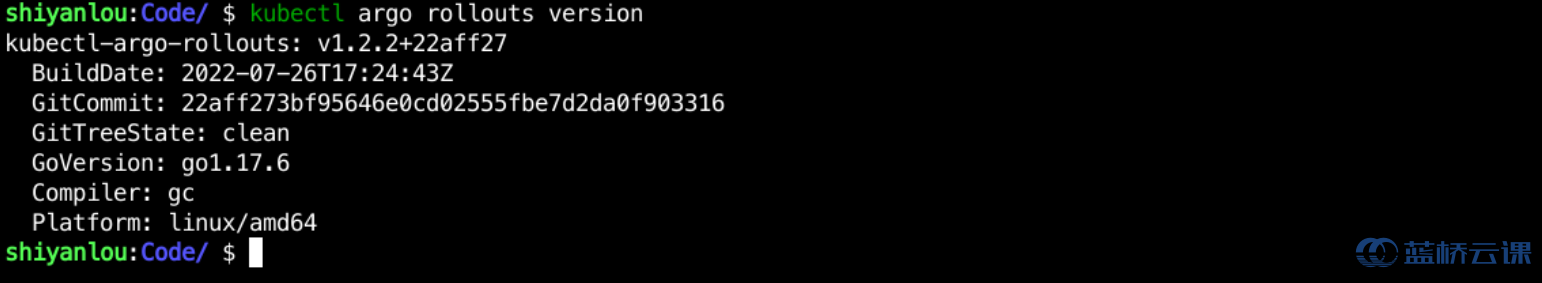 shiyanlou:Code/ $ kubectl argo rollouts version
kubectl-argo-rollouts: v1.2.2+22aff27
  BuildDate: 2022-07-26T17:24:43Z
  GitCommit: 22aff273bf95646e0cd02555fbe7d2da0f903316
  GitTreeState: clean
  GoVersion: go1.17.6
  Compiler: gc
  Platform: linux/amd64
shiyanlou:Code/ $
蓝桥云课